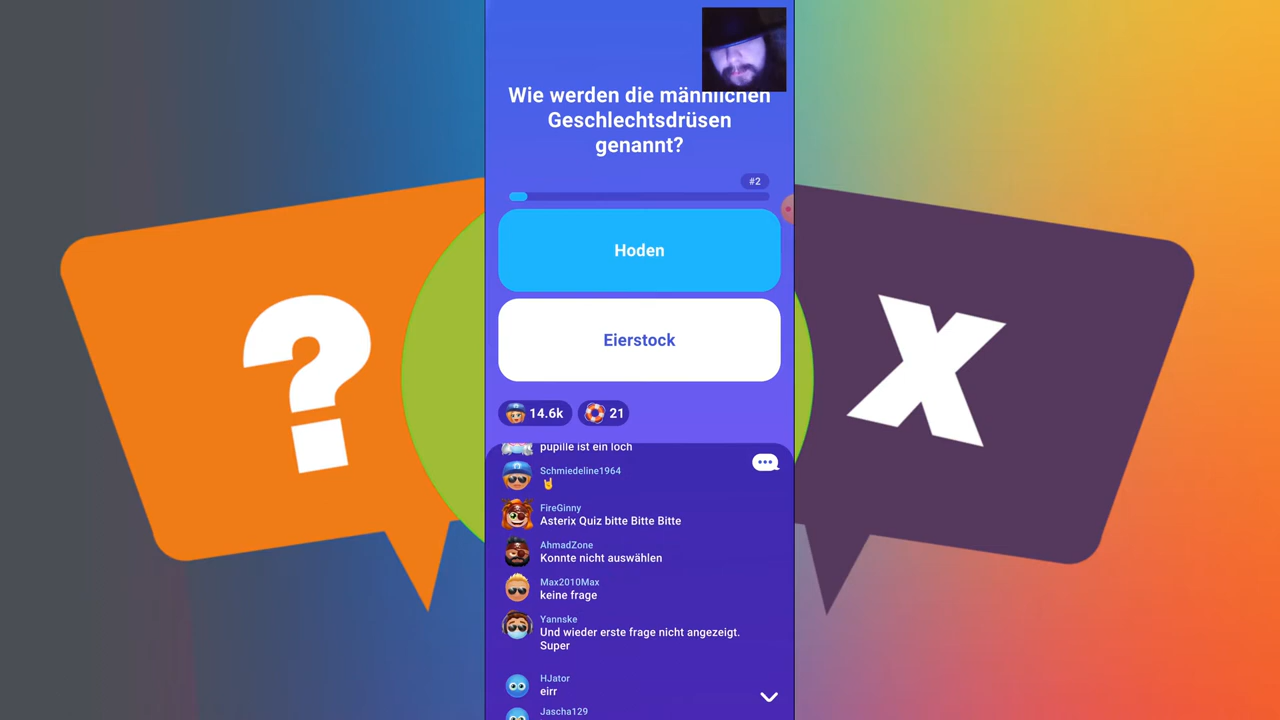 Wie werden die männlichen
Geschlechtsdrüsen
genannt?
#2
Hoden
Eierstock
14.6k
21
pupille ist ein loch
Schmiedeline1964
🤘
FireGinny
Asterix Quiz bitte Bitte Bitte
AhmadZone
Konnte nicht auswählen
Max2010Max
keine frage
Yannske
Und wieder erste frage nicht angezeigt.
Super
HJator
eirr
Jascha129
?
X